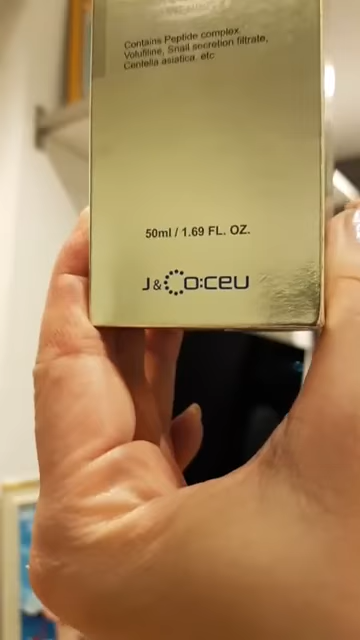 Contains Peptide complex,
Volufiline, Snail secretion filtrate,
Centella asiatica, etc
50ml / 1.69 FL. OZ.
J&Co:ceu